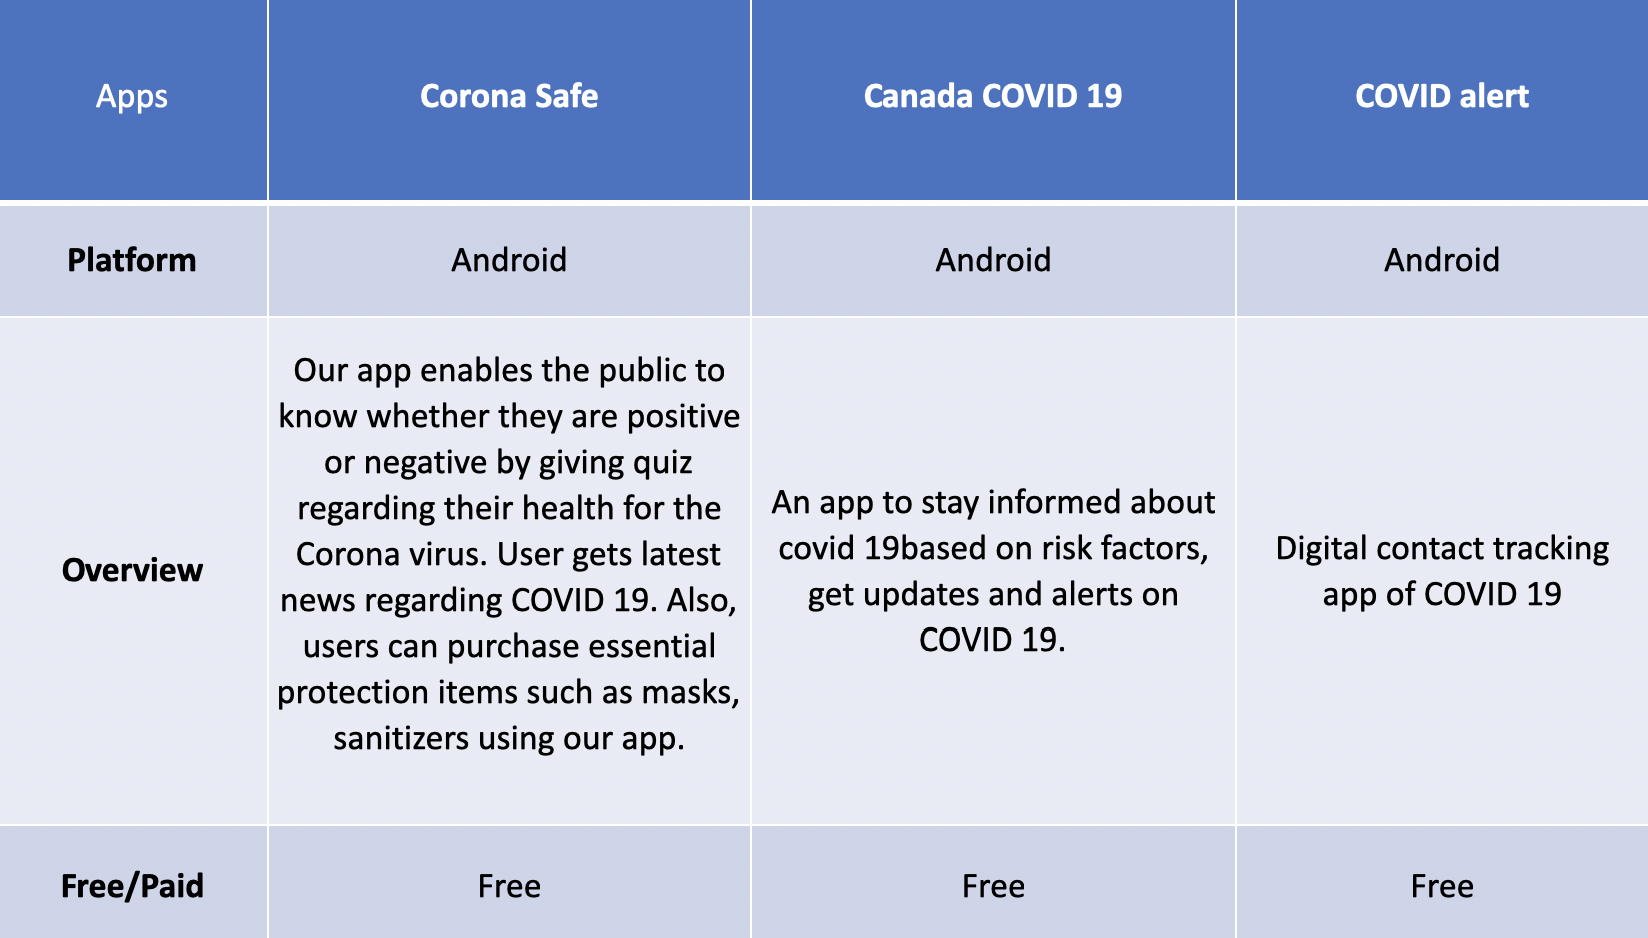 Apps
Corona Safe
Canada COVID 19
COVID alert
Platform
Android
Android
Android
Overview
Our app enables the public to
know whether they are positive
or negative by giving quiz
regarding their health for the
Corona virus. User gets latest
news regarding COVID 19. Also,
users can purchase essential
protection items such as masks,
sanitizers using our app.
An app to stay informed about
covid 19based on risk factors,
get updates and alerts on
COVID 19.
Digital contact tracking
app of COVID 19
Free/Paid
Free
Free
Free